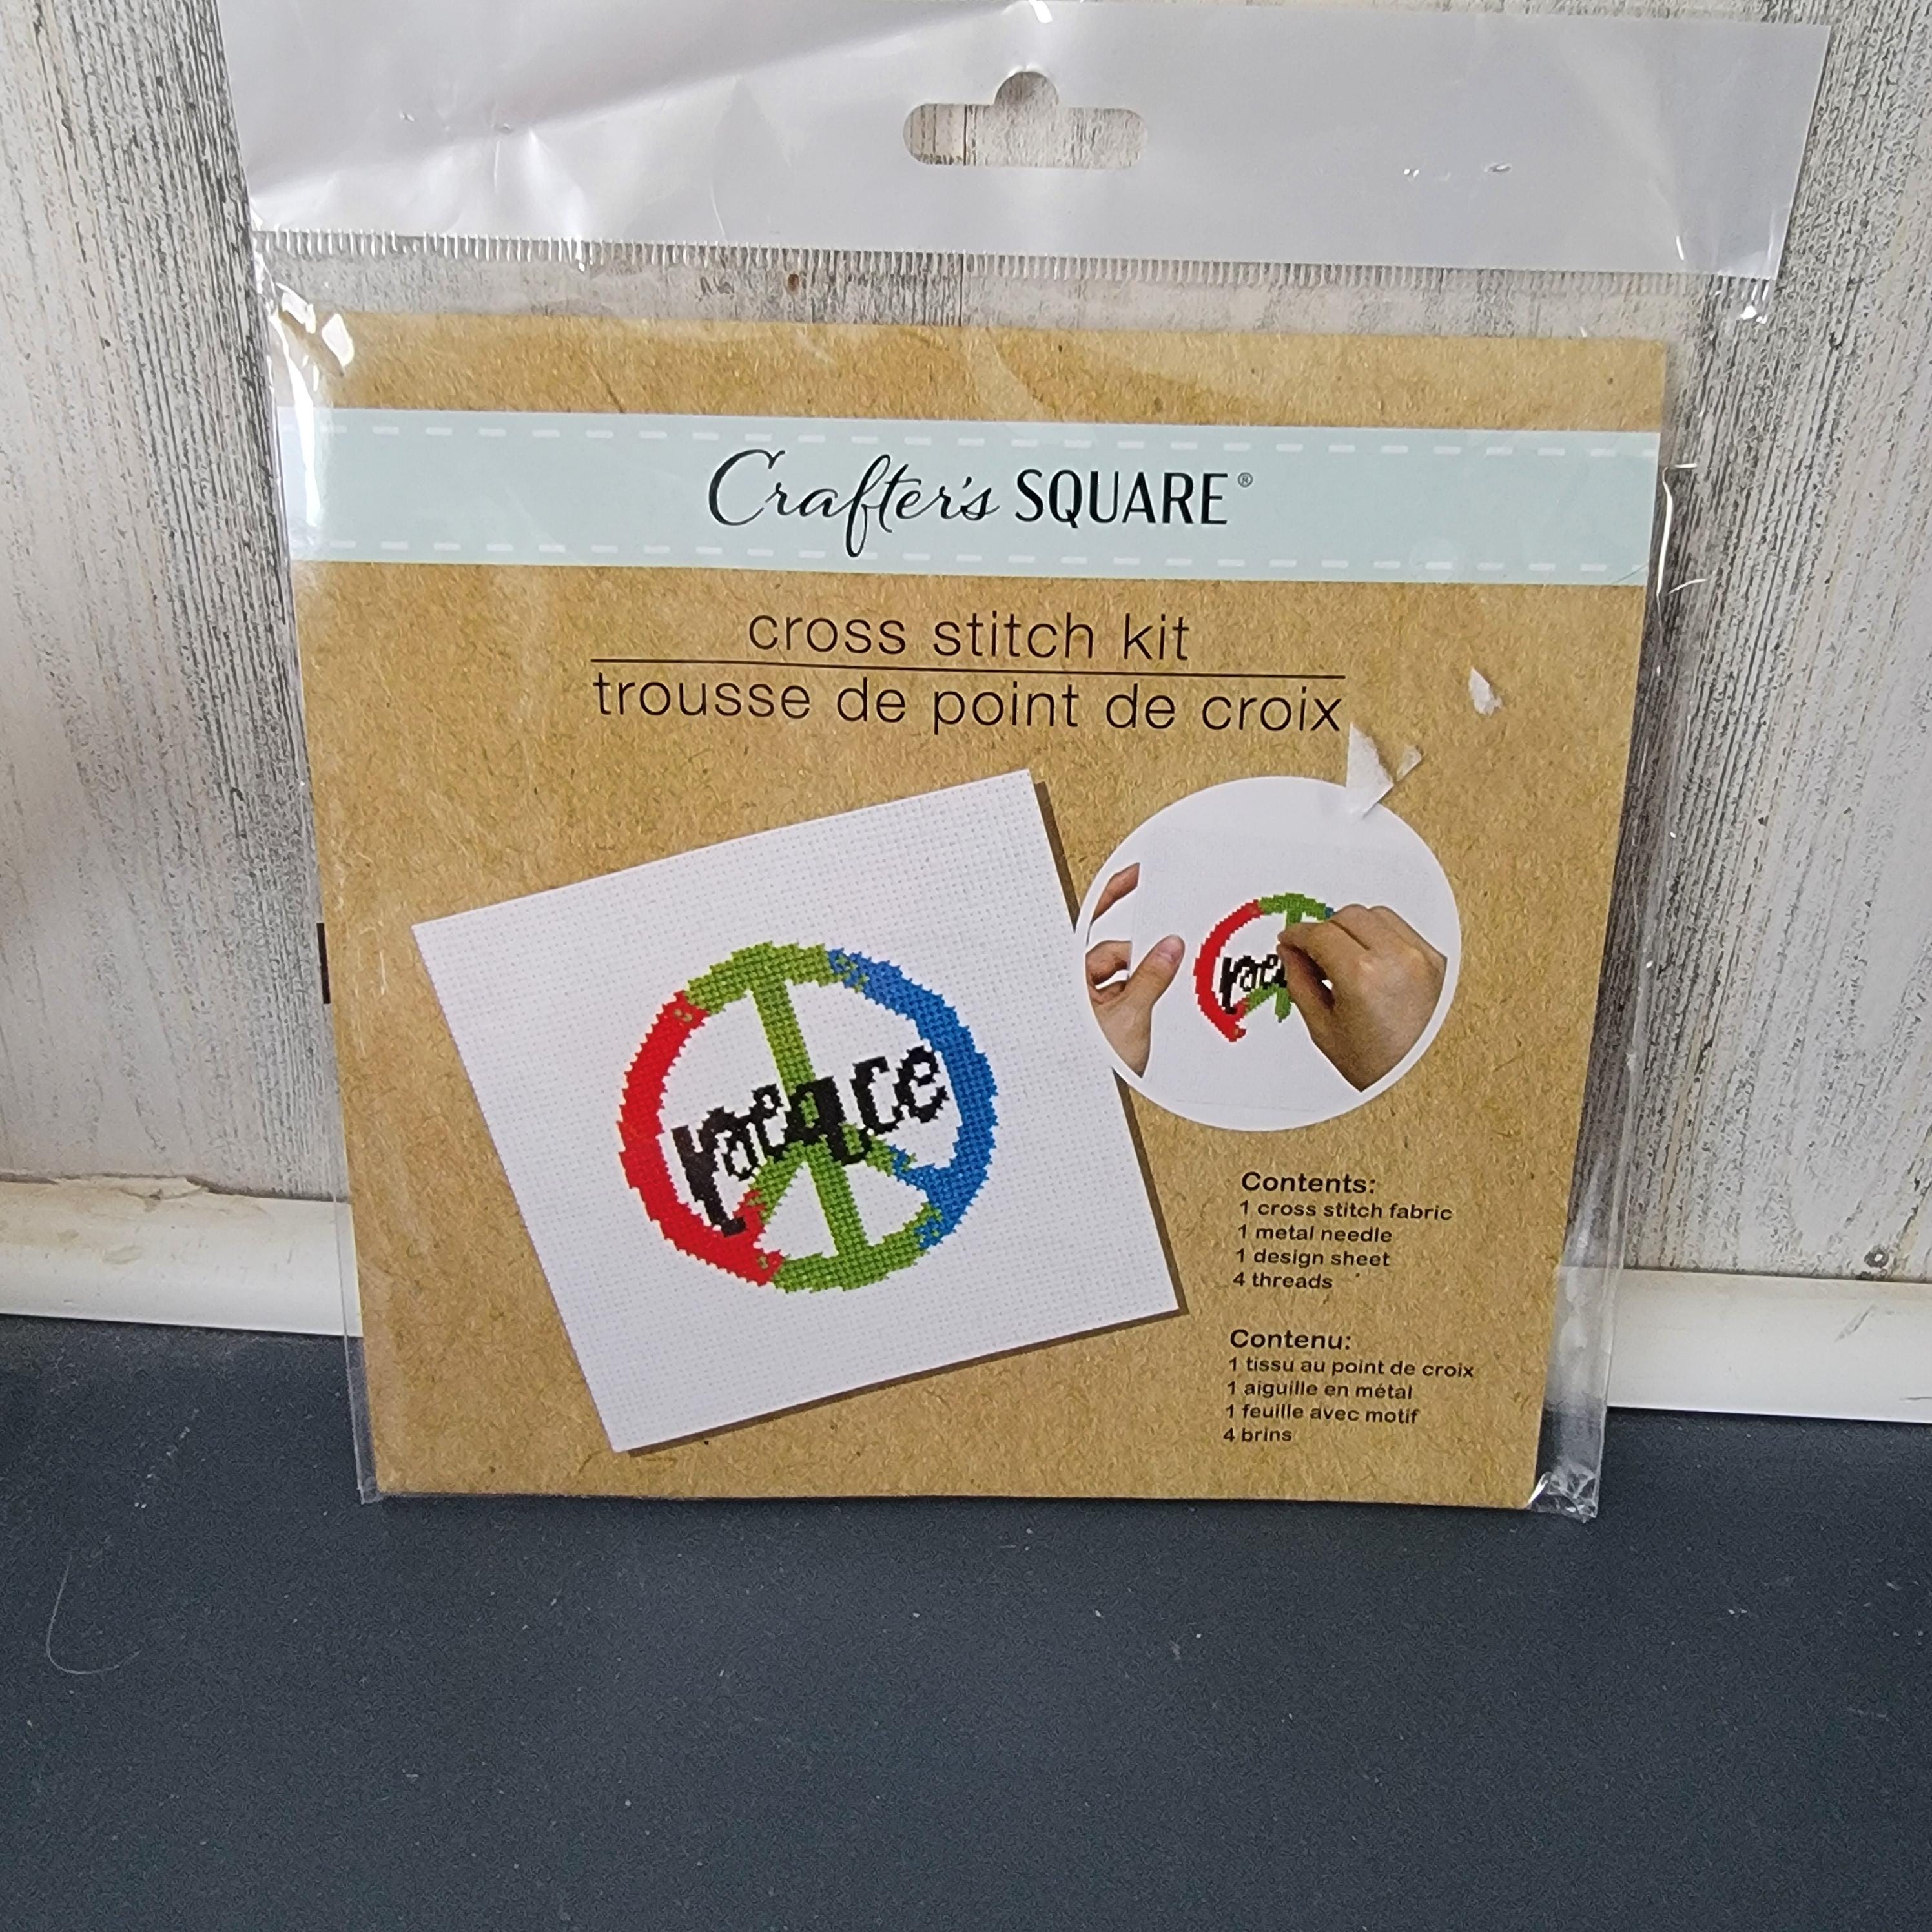 Crafter's SQUARE®
cross stitch kit
trousse de point de croix
peace
Contents:
1 cross stitch fabric
1 metal needle
1 design sheet
4 threads
Contenu:
1 tissu au point de croix
1 aiguille en métal
1 feuille avec motif
4 brins